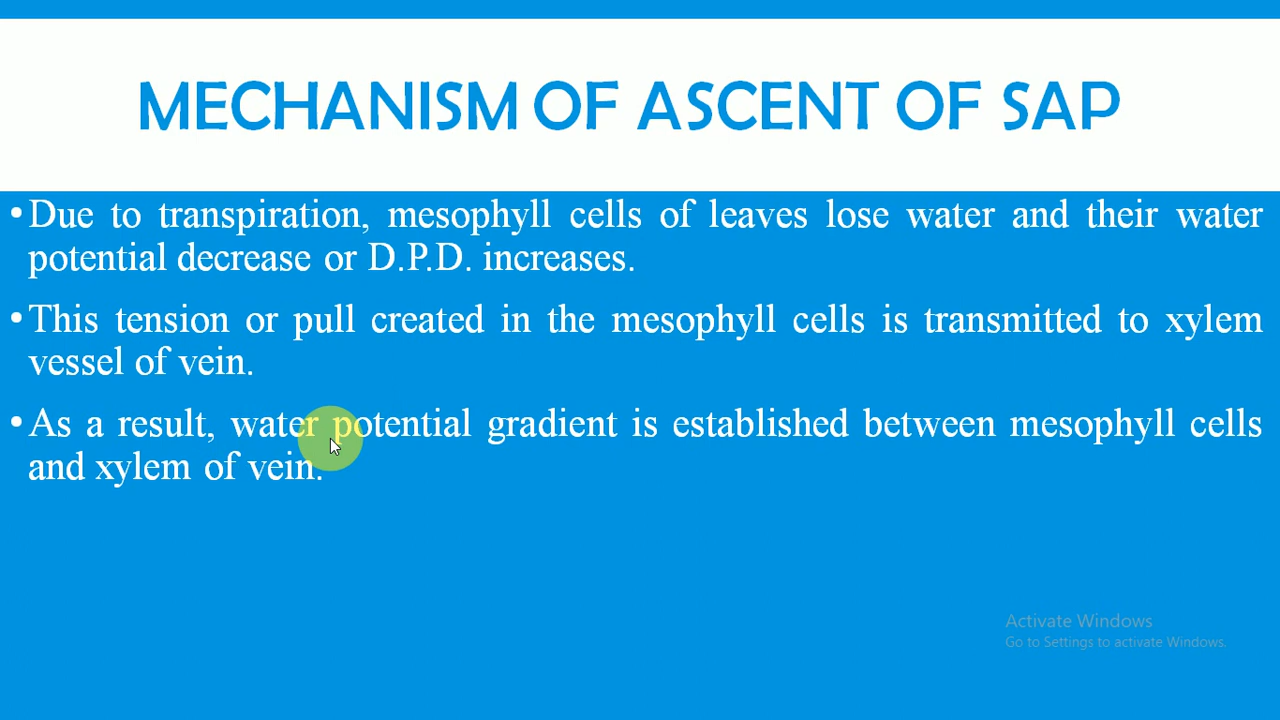 MECHANISM OF ASCENT OF SAP
•Due to transpiration, mesophyll cells of leaves lose water and their water
potential decrease or D.P.D. increases.
•This tension or pull created in the mesophyll cells is transmitted to xylem
vessel of vein.
•As a result, water potential gradient is established between mesophyll cells
and xylem of vein.
Activate Windows
Go to Settings to activate Windows.